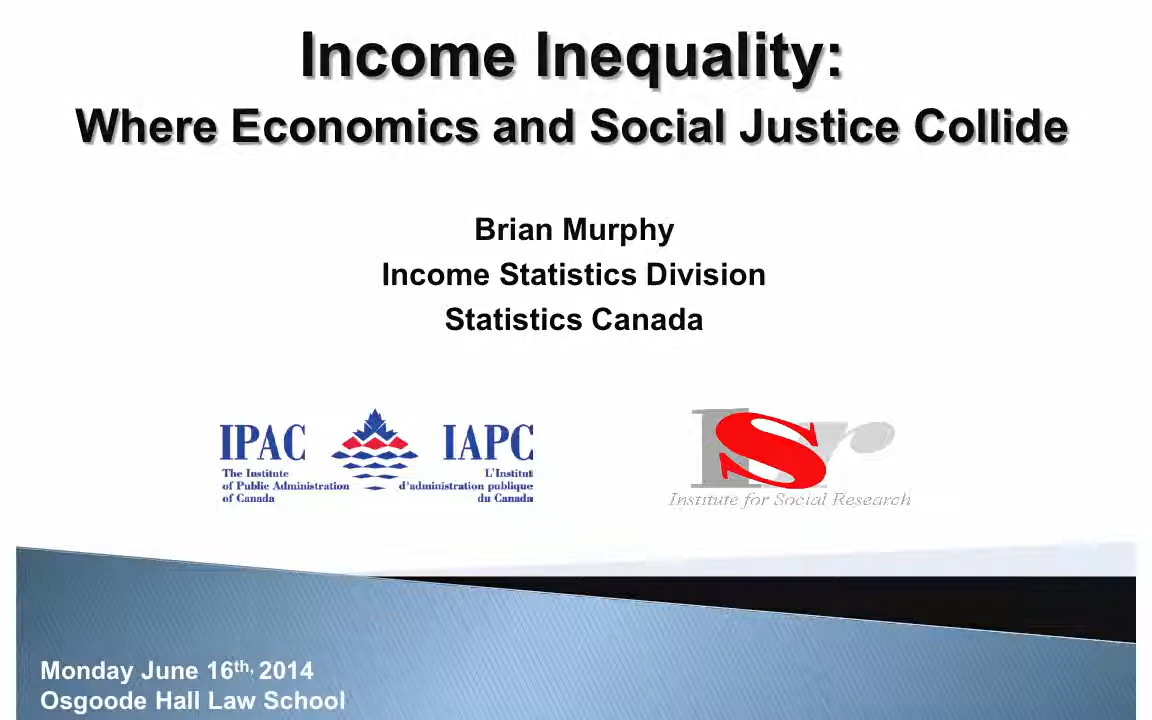 Income Inequality:
Where Economics and Social Justice Collide
Brian Murphy
Income Statistics Division
Statistics Canada
IPAC IAPC
The Institute
of Public Administration
of Canada
L'Institut
d'administration publique
du Canada
ISr
Institute for Social Research
Monday June 16th, 2014
Osgoode Hall Law School